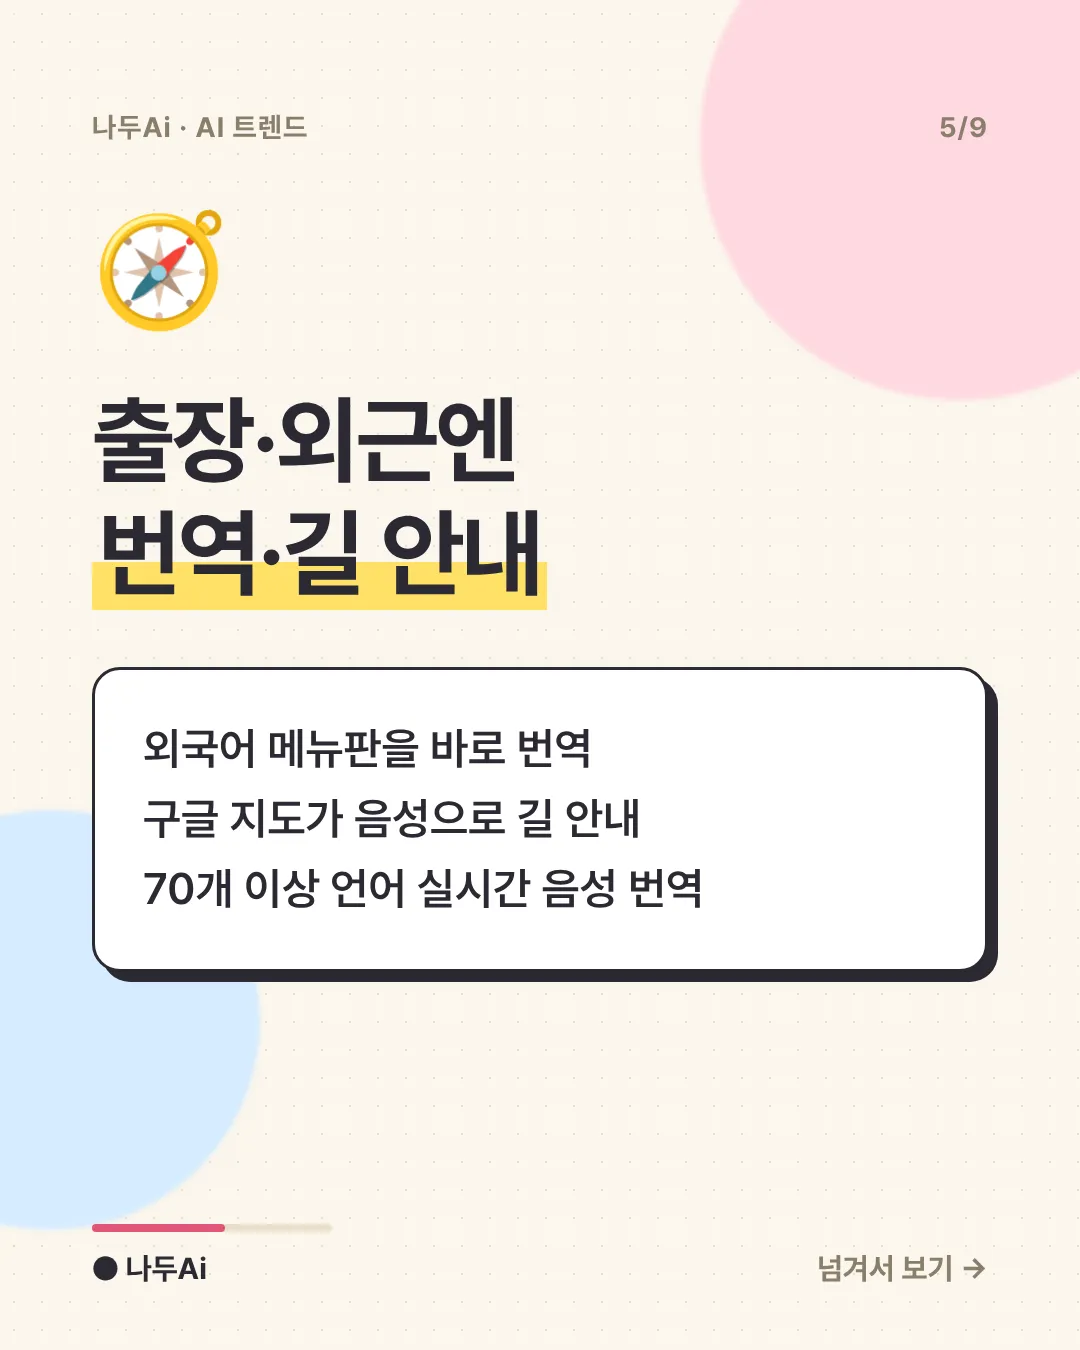 나두Ai · AI 트렌드
5/9
출장·외근엔
번역·길 안내
외국어 메뉴판을 바로 번역
구글 지도가 음성으로 길 안내
70개 이상 언어 실시간 음성 번역
나두Ai
넘겨서 보기 →